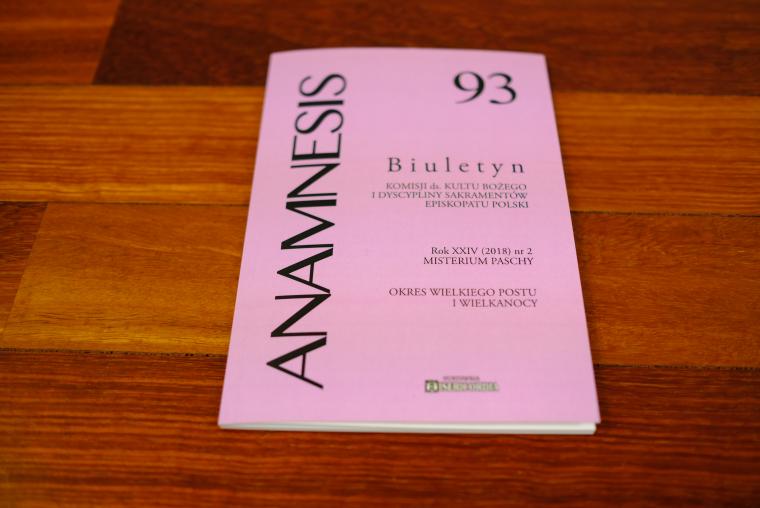 ANAMNESIS
93
Biuletyn
KOMISJI ds. KULTU BOŻEGO
I DYSCYPLINY SAKRAMENTÓW
EPISKOPATU POLSKI
Rok XXIV (2018) nr 2
MISTERIUM PASCHY
OKRES WIELKIEGO POSTU
I WIELKANOCY